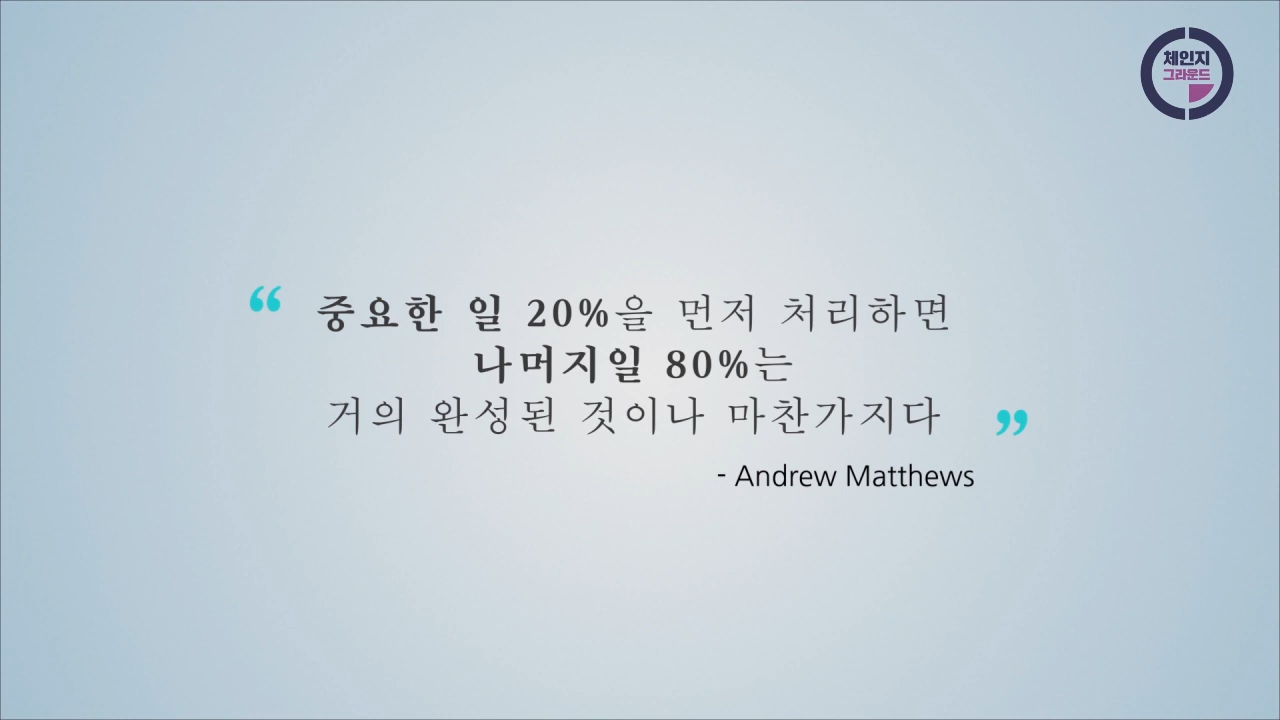 체인지
그라운드
“ 중요한 일 20%을 먼저 처리하면
나머지일 80%는
거의 완성된 것이나 마찬가지다 ”
- Andrew Matthews